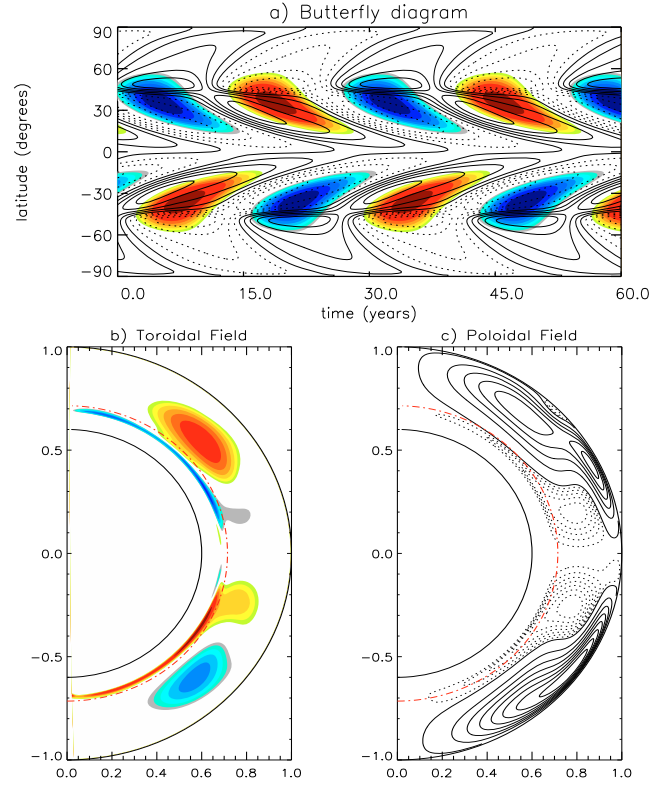 a) Butterfly diagram
90
60
30
0
−30
−60
−90
latitude (degrees)
0.0 15.0 30.0 45.0 60.0
time (years)
b) Toroidal Field
1.0
0.5
0.0
−0.5
−1.0
0.0 0.2 0.4 0.6 0.8 1.0
c) Poloidal Field
1.0
0.5
0.0
−0.5
−1.0
0.0 0.2 0.4 0.6 0.8 1.0